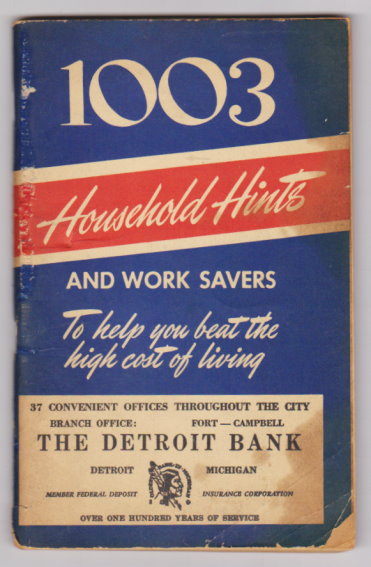 1003
Household Hints
AND WORK SAVERS
To help you beat the
high cost of living
37 CONVENIENT OFFICES THROUGHOUT THE CITY
BRANCH OFFICE: FORT — CAMPBELL
THE DETROIT BANK
DETROIT MICHIGAN
MEMBER FEDERAL DEPOSIT INSURANCE CORPORATION
OVER ONE HUNDRED YEARS OF SERVICE